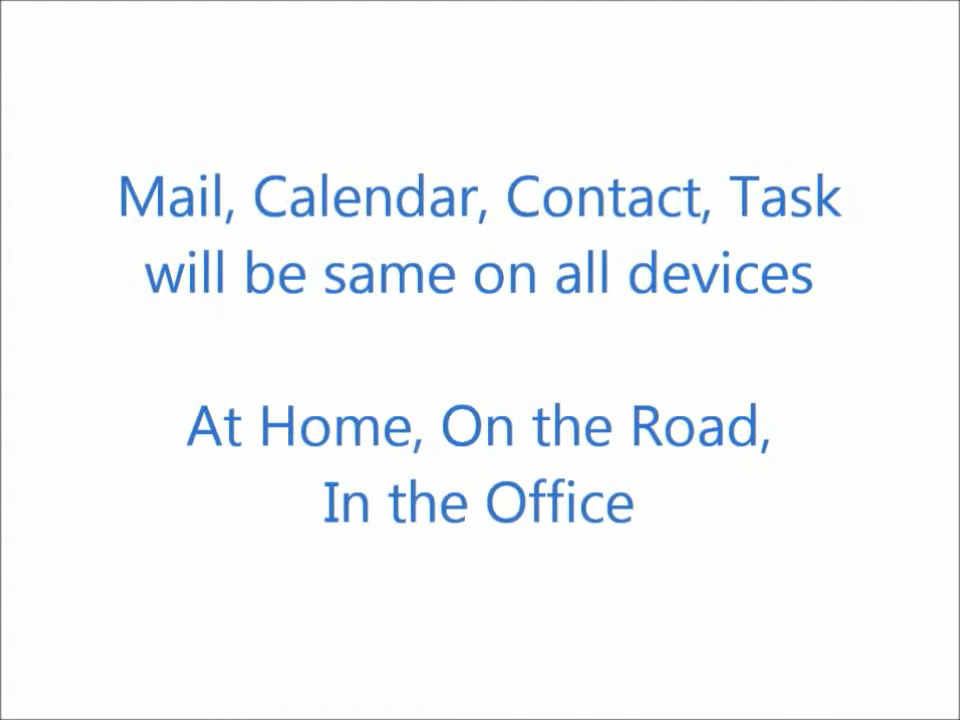 Mail, Calendar, Contact, Task
will be same on all devices
At Home, On the Road,
In the Office